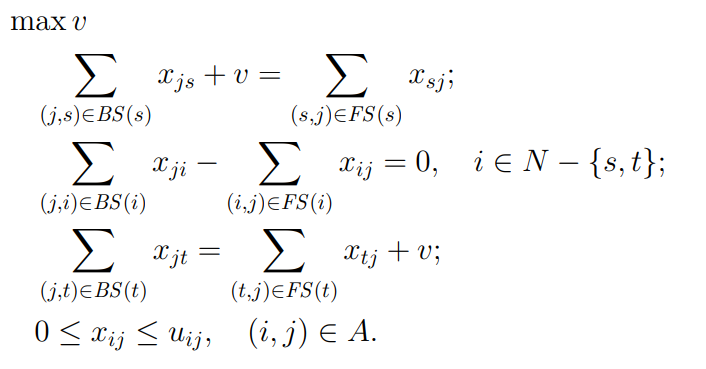 max v
∑_{(j,s)∈BS(s)} x_{js} + v = ∑_{(s,j)∈FS(s)} x_{sj};
∑_{(j,i)∈BS(i)} x_{ji} − ∑_{(i,j)∈FS(i)} x_{ij} = 0, i ∈ N − {s, t};
∑_{(j,t)∈BS(t)} x_{jt} = ∑_{(t,j)∈FS(t)} x_{tj} + v;
0 ≤ x_{ij} ≤ u_{ij}, (i, j) ∈ A.